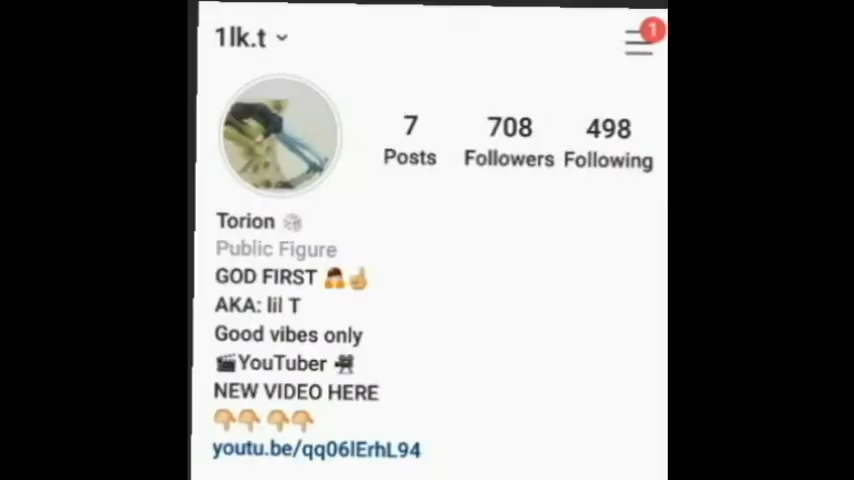 1lk.t
1
7 708 498
Posts Followers Following
Torion
Public Figure
GOD FIRST 🙏☝
AKA: lil T
Good vibes only
🎬YouTuber 🎥
NEW VIDEO HERE
👇👇 👇👇
youtu.be/qq06lErhL94